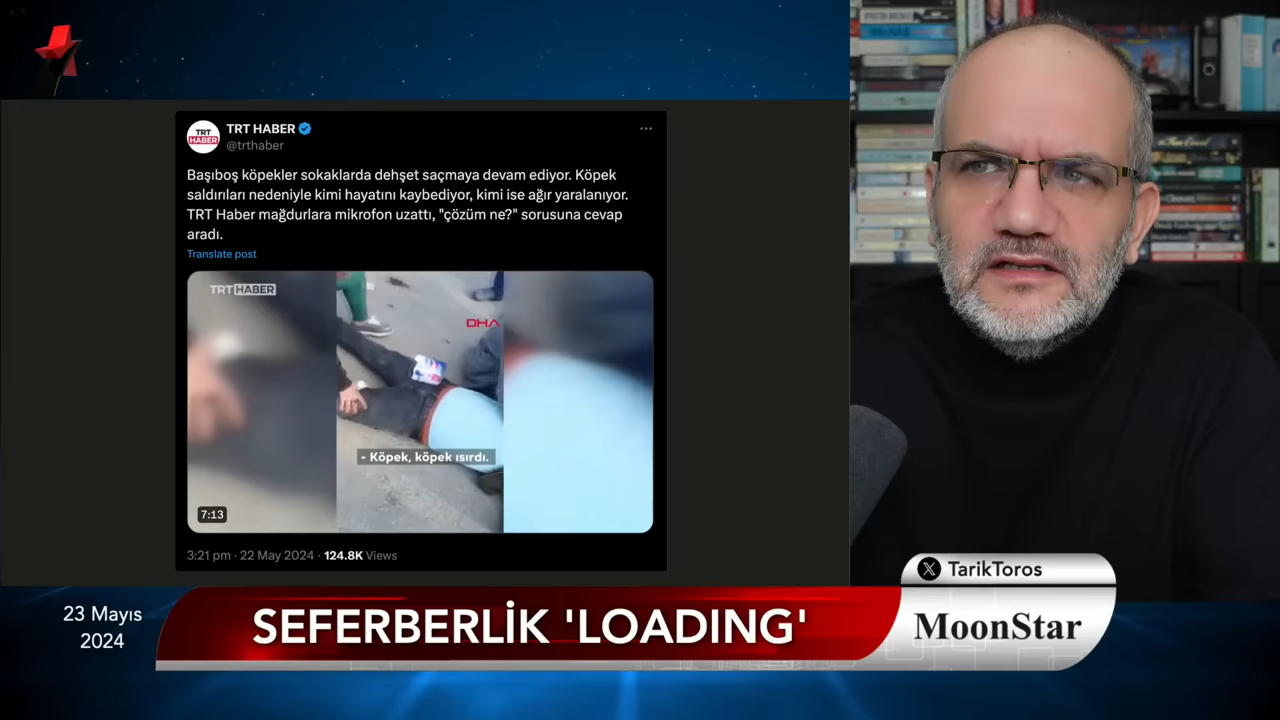 TRT HABER
@trthaber
TRT
HABER
Başıboş köpekler sokaklarda dehşet saçmaya devam ediyor. Köpek
saldırıları nedeniyle kimi hayatını kaybediyor, kimi ise ağır yaralanıyor.
TRT Haber mağdurlara mikrofon uzattı, "çözüm ne?" sorusuna cevap
aradı.
Translate post
TRT HABER
DHA
- Köpek, köpek ısırdı.
7:13
3:21 pm · 22 May 2024 · 124.8K Views
TarikToros
MoonStar
23 Mayıs
2024
SEFERBERLİK 'LOADING'